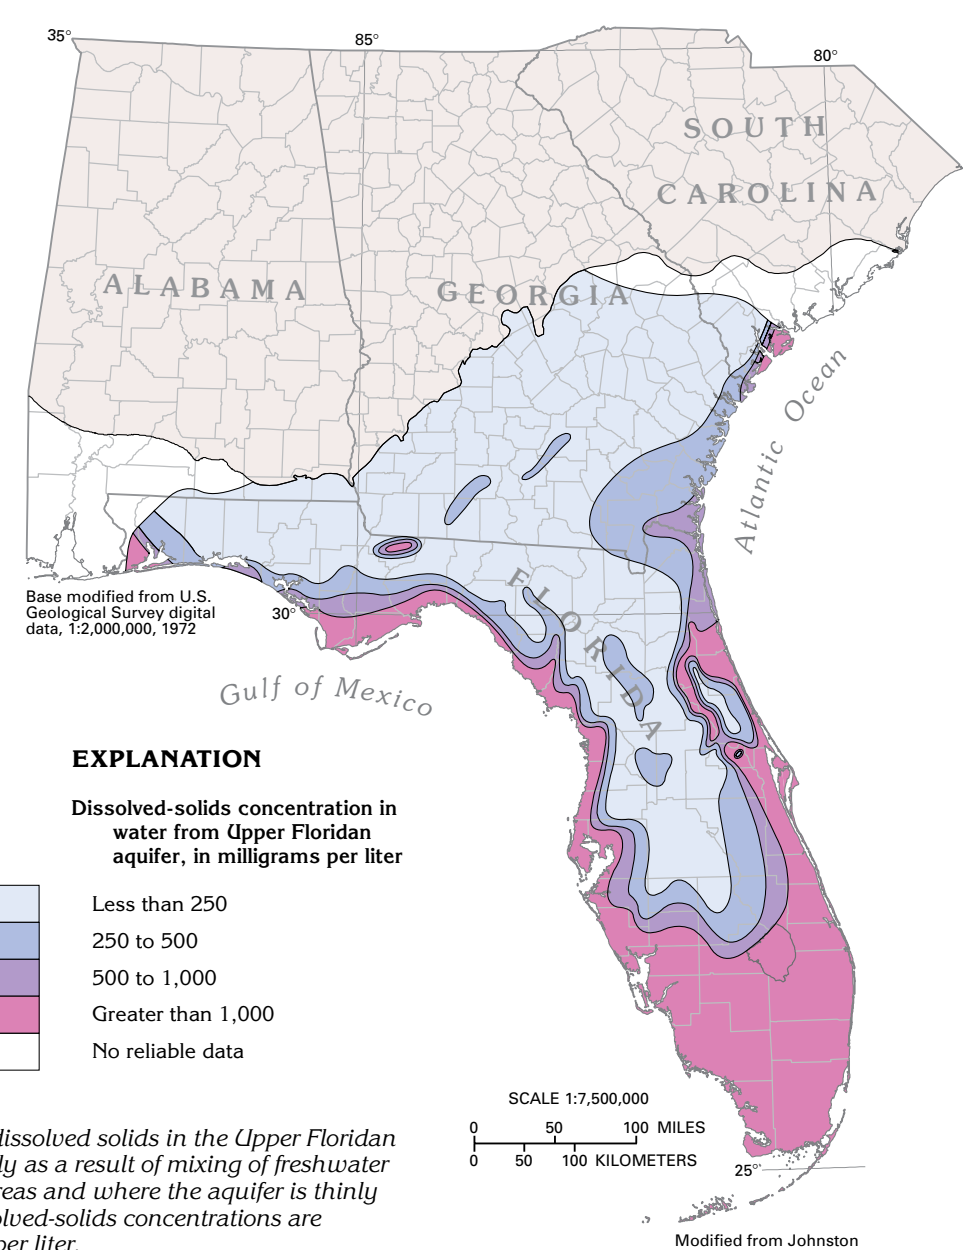 35°
85°
80°
SOUTH
CAROLINA
ALABAMA
GEORGIA
Atlantic Ocean
FLORIDA
Base modified from U.S.
Geological Survey digital
data, 1:2,000,000, 1972
30°
Gulf of Mexico
EXPLANATION
Dissolved-solids concentration in
water from Upper Floridan
aquifer, in milligrams per liter
Less than 250
250 to 500
500 to 1,000
Greater than 1,000
No reliable data
SCALE 1:7,500,000
0 50 100 MILES
0 50 100 KILOMETERS
25°
dissolved solids in the Upper Floridan
ly as a result of mixing of freshwater
reas and where the aquifer is thinly
olved-solids concentrations are
per liter.
Modified from Johnston